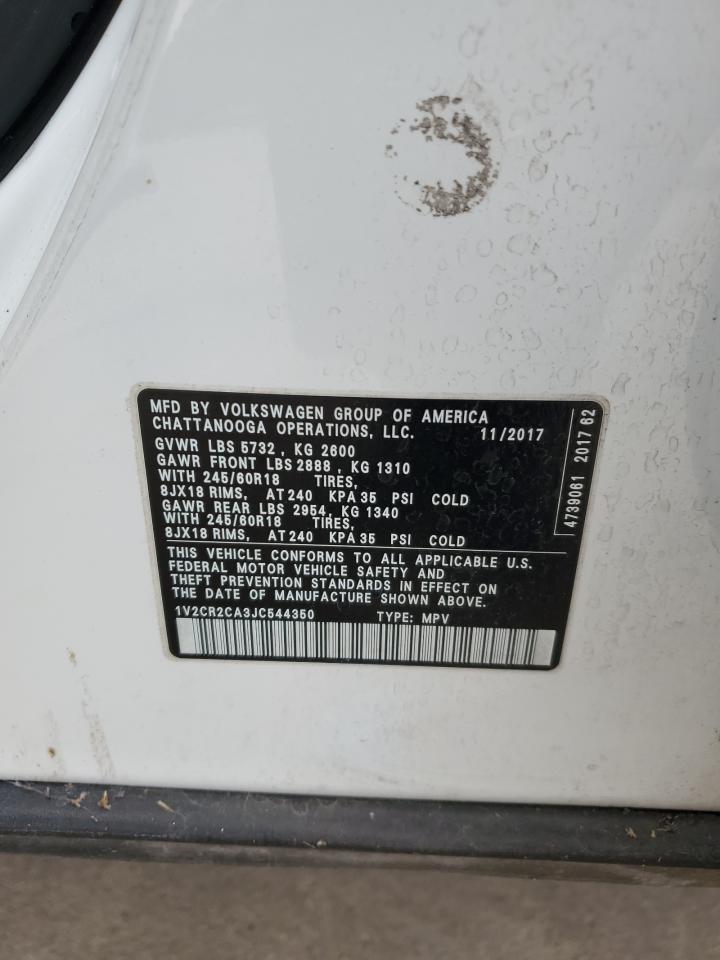 MFD BY VOLKSWAGEN GROUP OF AMERICA
CHATTANOOGA OPERATIONS, LLC. 11/2017
GVWR LBS 5732 , KG 2600
GAWR FRONT LBS 2888 , KG 1310
WITH 245/60R18 TIRES,
8JX18 RIMS, AT 240 KPA 35 PSI COLD
GAWR REAR LBS 2954 , KG 1340
WITH 245/60R18 TIRES,
8JX18 RIMS, AT 240 KPA 35 PSI COLD
THIS VEHICLE CONFORMS TO ALL APPLICABLE U.S.
FEDERAL MOTOR VEHICLE SAFETY AND
THEFT PREVENTION STANDARDS IN EFFECT ON
THE DATE OF MANUFACTURE SHOWN ABOVE.
1V2CR2CA3JC544350 TYPE: MPV
4739061 2017 62